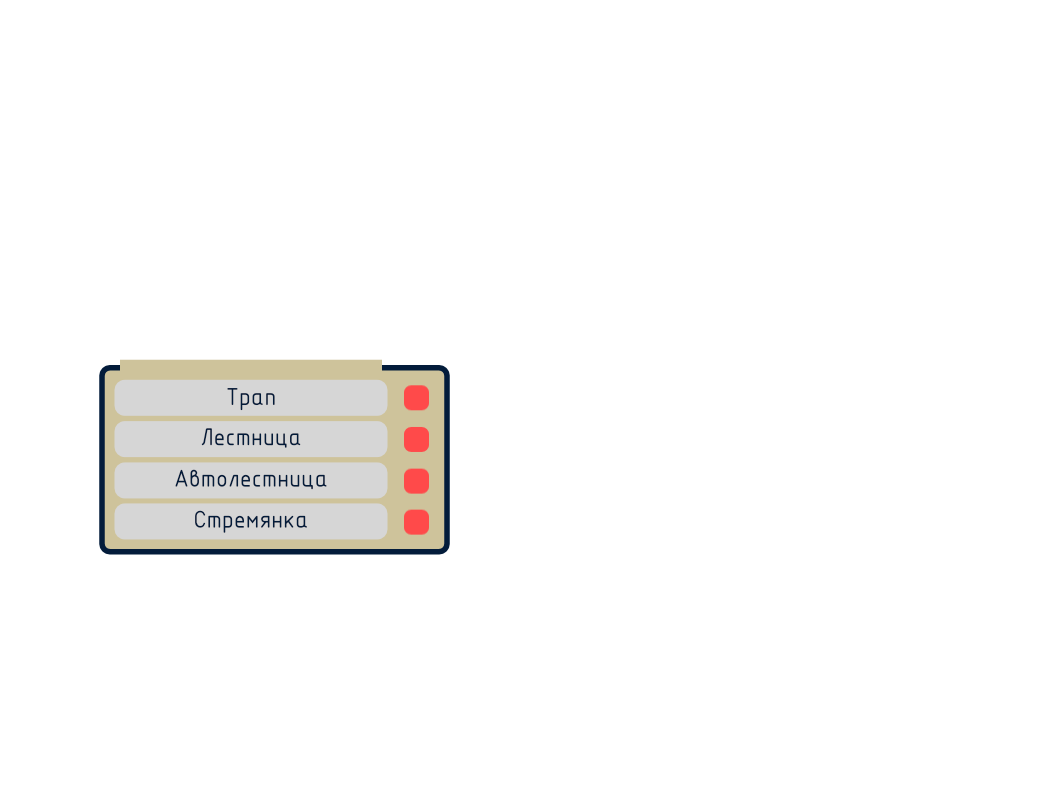 Трап
Лестница
Автолестница
Стремянка